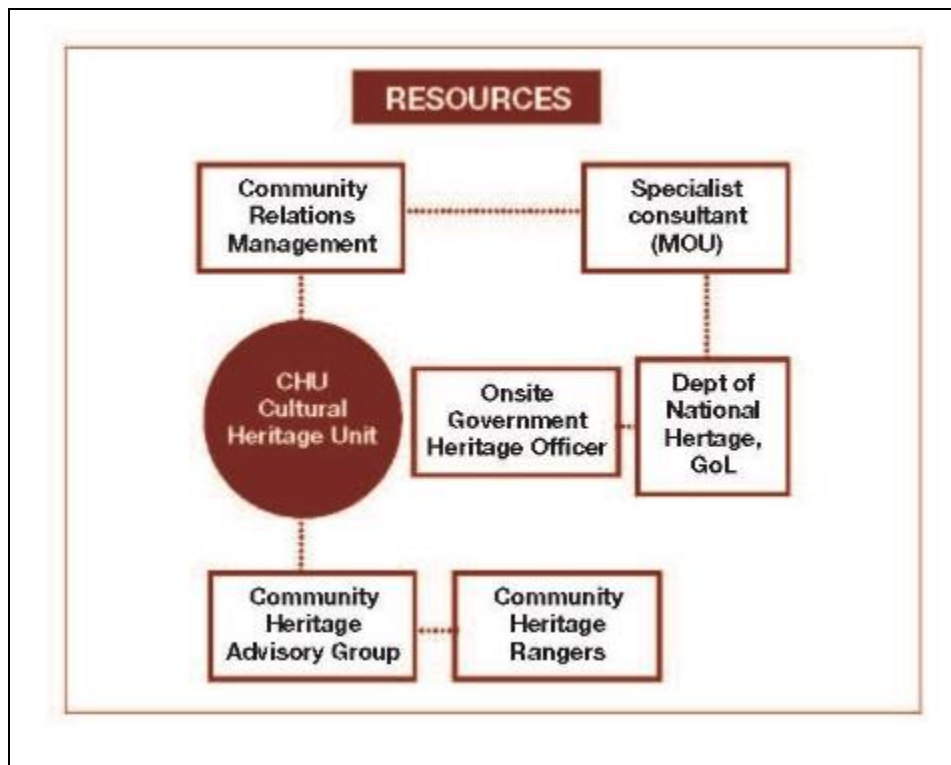 RESOURCES
Community
Relations
Management
Specialist
consultant
(MOU)
CHU
Cultural
Heritage Unit
Onsite
Government
Heritage Officer
Dept of
National
Hertage,
GoL
Community
Heritage
Advisory Group
Community
Heritage
Rangers